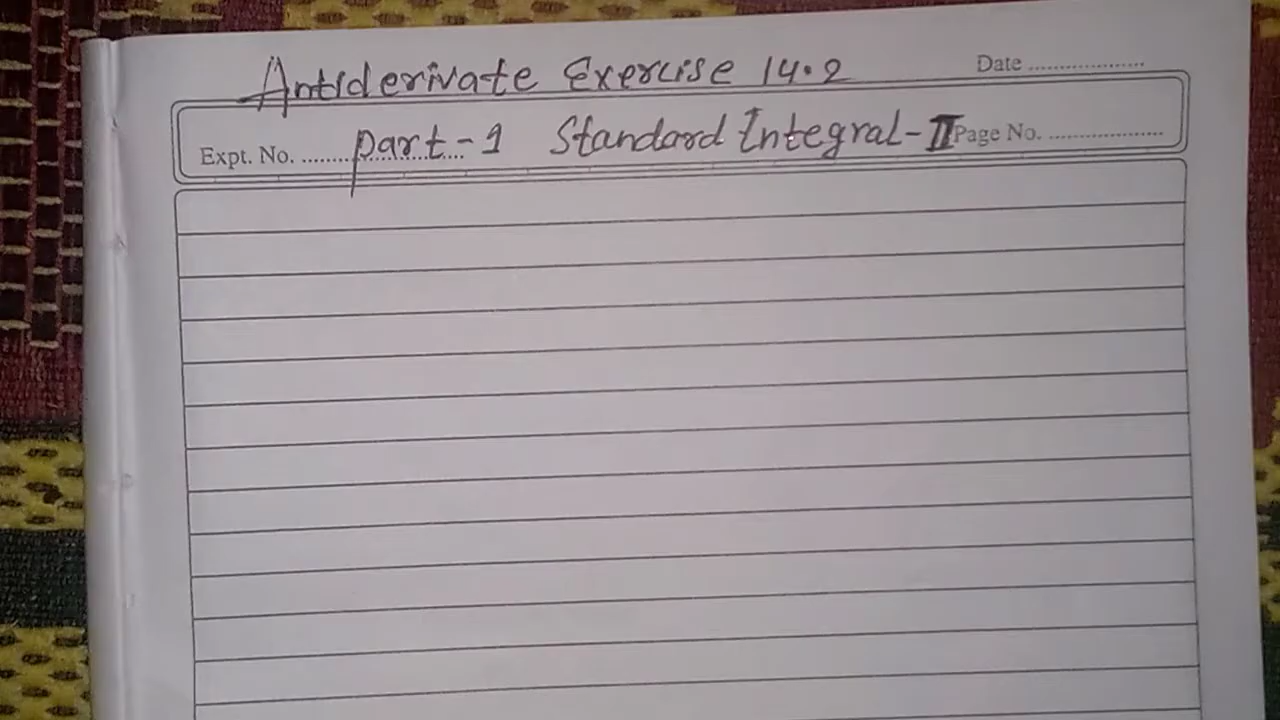 Antiderivate Exercise 14.2
Date ....................
Expt. No. ............................ Part-1 Standard Integral-II Page No. ....................